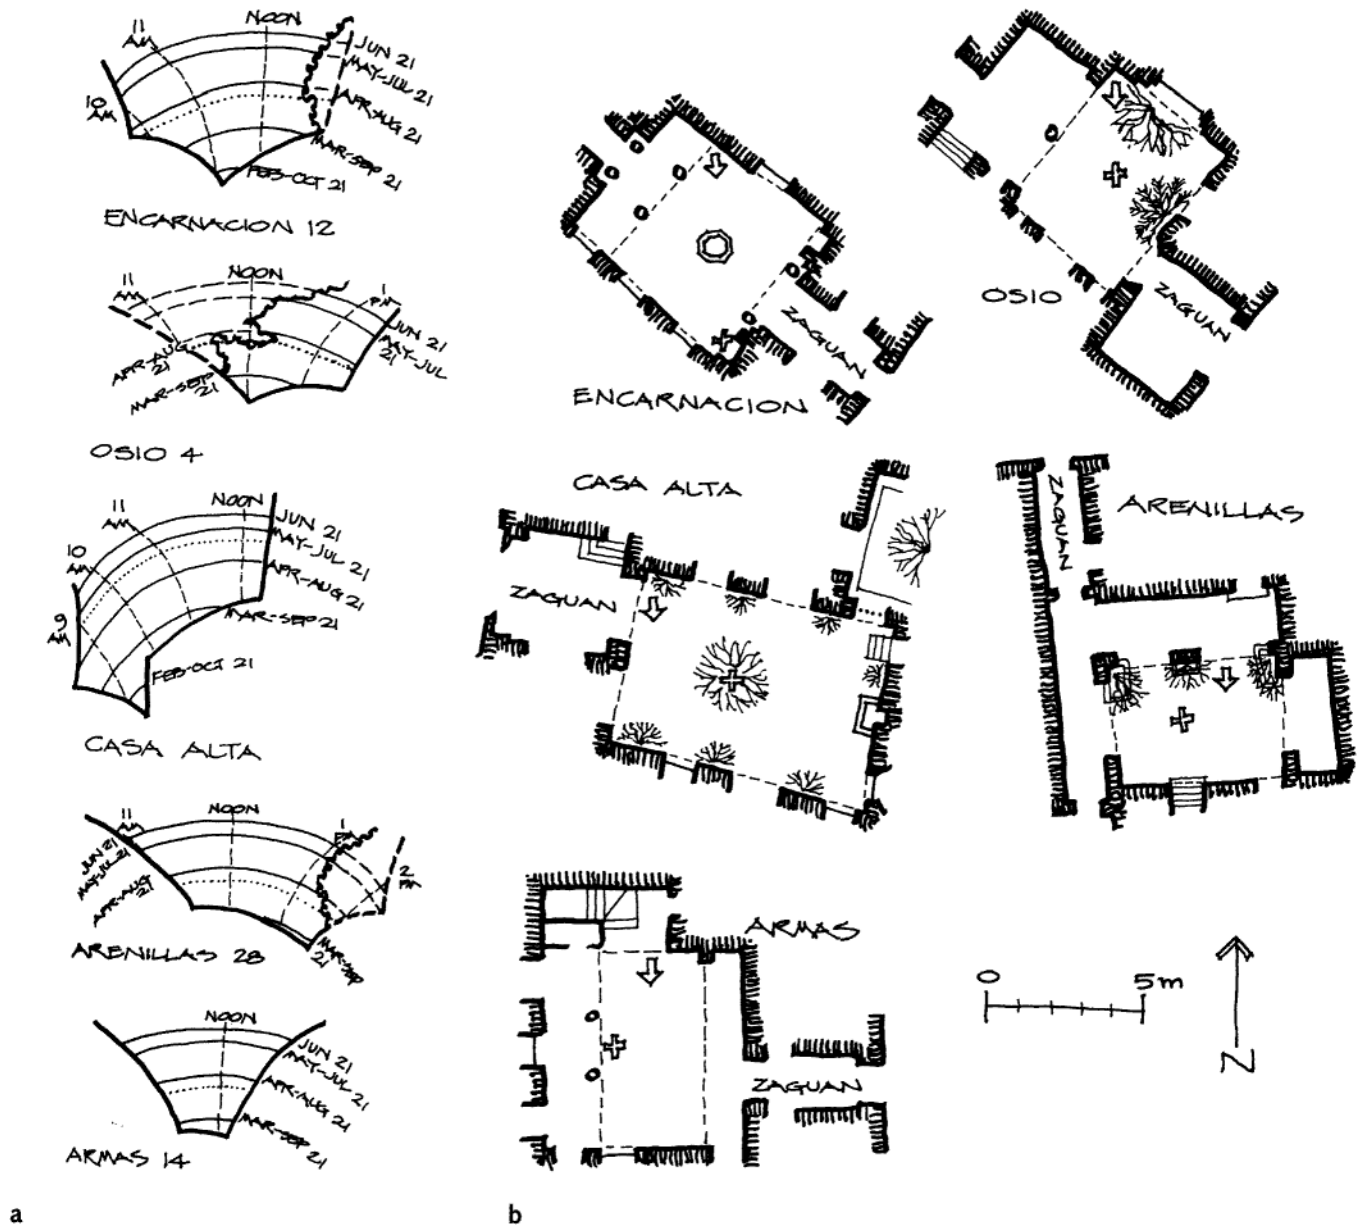 11 AM
NOON
JUN 21
MAY-JUL 21
10 AM
APR-AUG 21
MAR-SEP 21
FEB-OCT 21
ENCARNACION 12
11 AM
NOON
1 PM
JUN 21
MAY-JUL 21
APR-AUG 21
MAR-SEP 21
OSIO 4
NOON
11 AM
JUN 21
MAY-JUL 21
10 AM
APR-AUG 21
9 AM
MAR-SEP 21
FEB-OCT 21
CASA ALTA
11 AM
NOON
1
2 PM
JUN 21
MAY-JUL 21
APR-AUG 21
MAR-SEP 21
ARENILLAS 28
NOON
JUN 21
MAY-JUL 21
APR-AUG 21
MAR-SEP 21
ARMAS 14
a
ZAGUAN
ENCARNACION
ZAGUAN
OSIO
CASA ALTA
ZAGUAN
ZAGUAN
ARENILLAS
ARMAS
ZAGUAN
0 5m
N
b